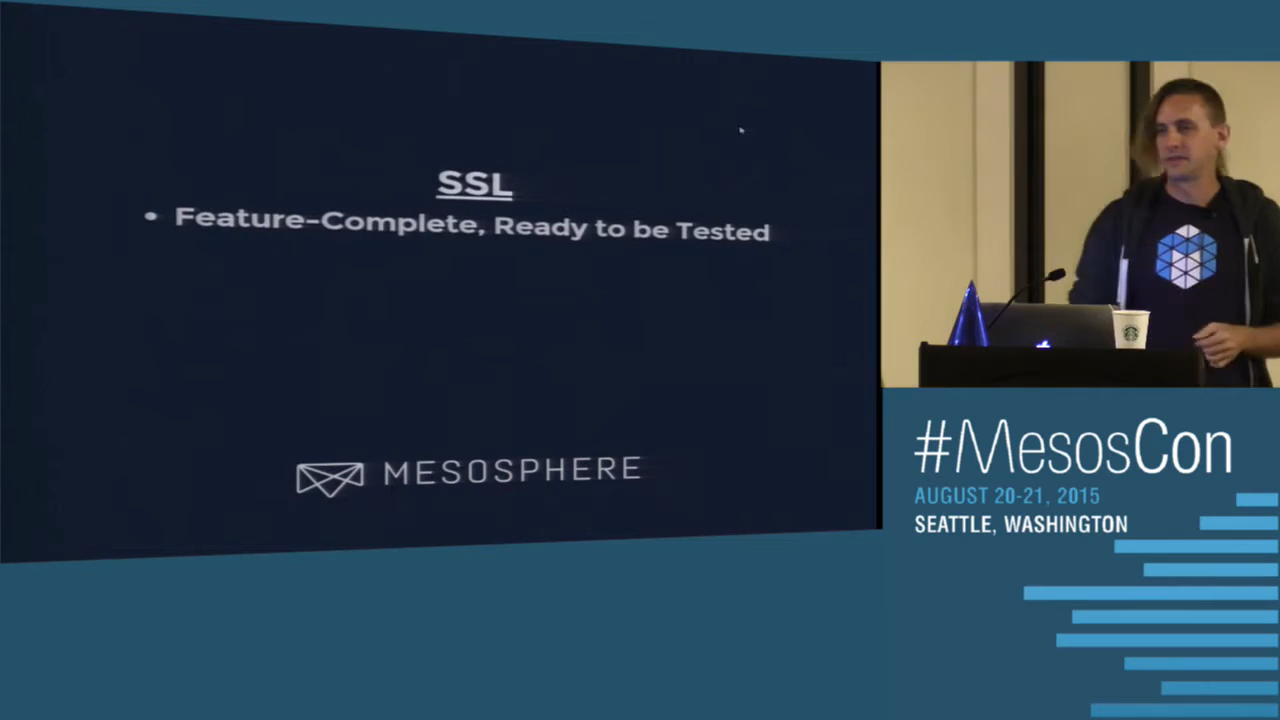 SSL
• Feature-Complete, Ready to be Tested
MESOSPHERE
#MesosCon
AUGUST 20-21, 2015
SEATTLE, WASHINGTON